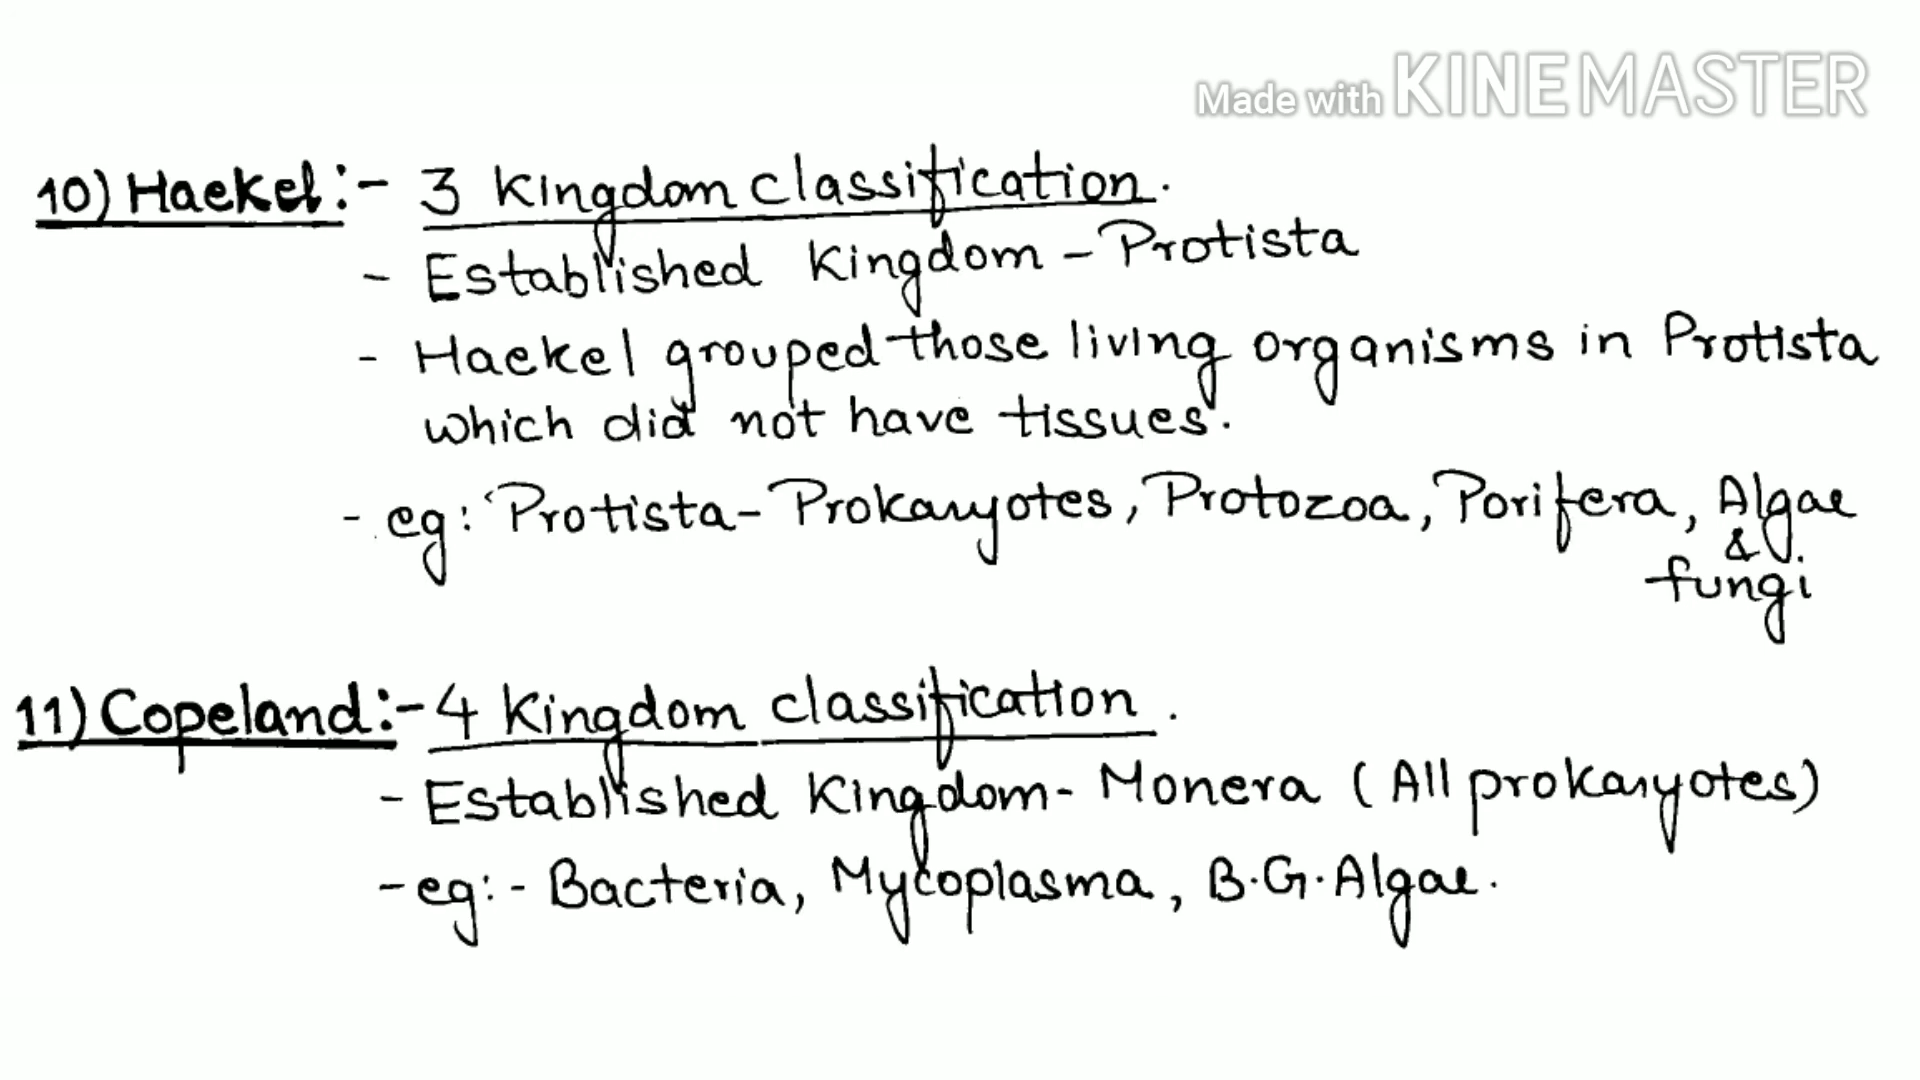 Made with KINEMASTER
10) Haekel:- 3 Kingdom classification.
- Established Kingdom - Protista
- Haekel grouped those living organisms in Protista
which did not have tissues.
- eg: Protista - Prokaryotes, Protozoa, Porifera, Algae
&
fungi
11) Copeland:- 4 Kingdom classification.
- Established Kingdom - Monera (All prokaryotes)
- eg:- Bacteria, Mycoplasma, B.G.Algae.